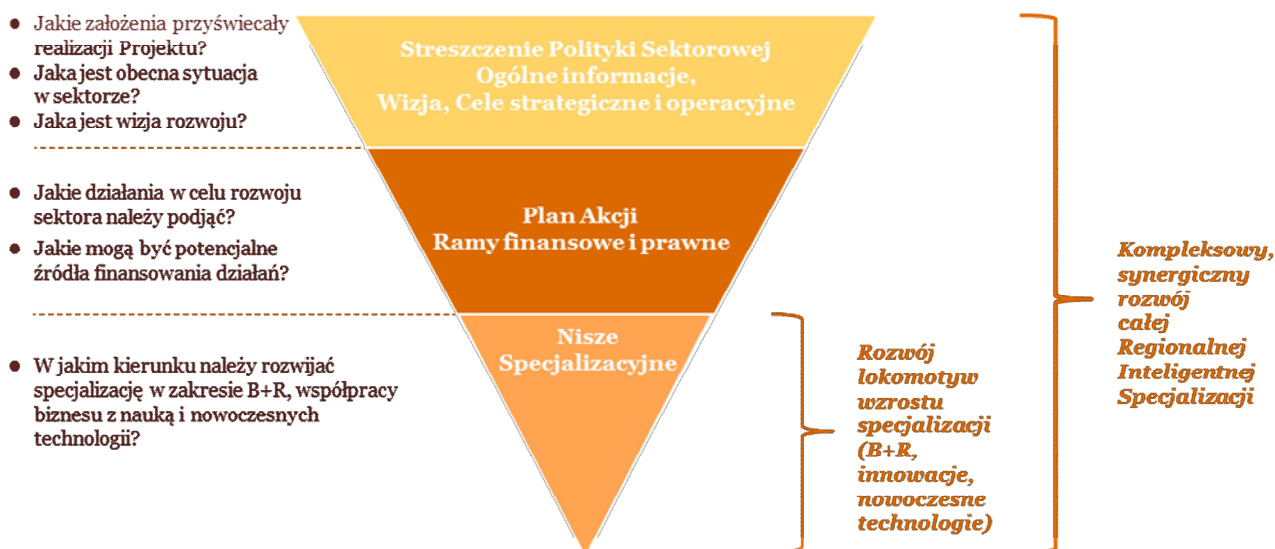 ● Jakie założenia przyświecały
realizacji Projektu?
● Jaka jest obecna sytuacja
w sektorze?
● Jaka jest wizja rozwoju?
Streszczenie Polityki Sektorowej
Ogólne informacje,
Wizja, Cele strategiczne i operacyjne
● Jakie działania w celu rozwoju
sektora należy podjąć?
● Jakie mogą być potencjalne
źródła finansowania działań?
Plan Akcji
Ramy finansowe i prawne
● W jakim kierunku należy rozwijać
specjalizację w zakresie B+R, współpracy
biznesu z nauką i nowoczesnych
technologii?
Nisze
Specjalizacyjne
Rozwój
lokomotyw
wzrostu
specjalizacji
(B+R,
innowacje,
nowoczesne
technologie)
Kompleksowy,
synergiczny
rozwój
całej
Regionalnej
Inteligentnej
Specjalizacji